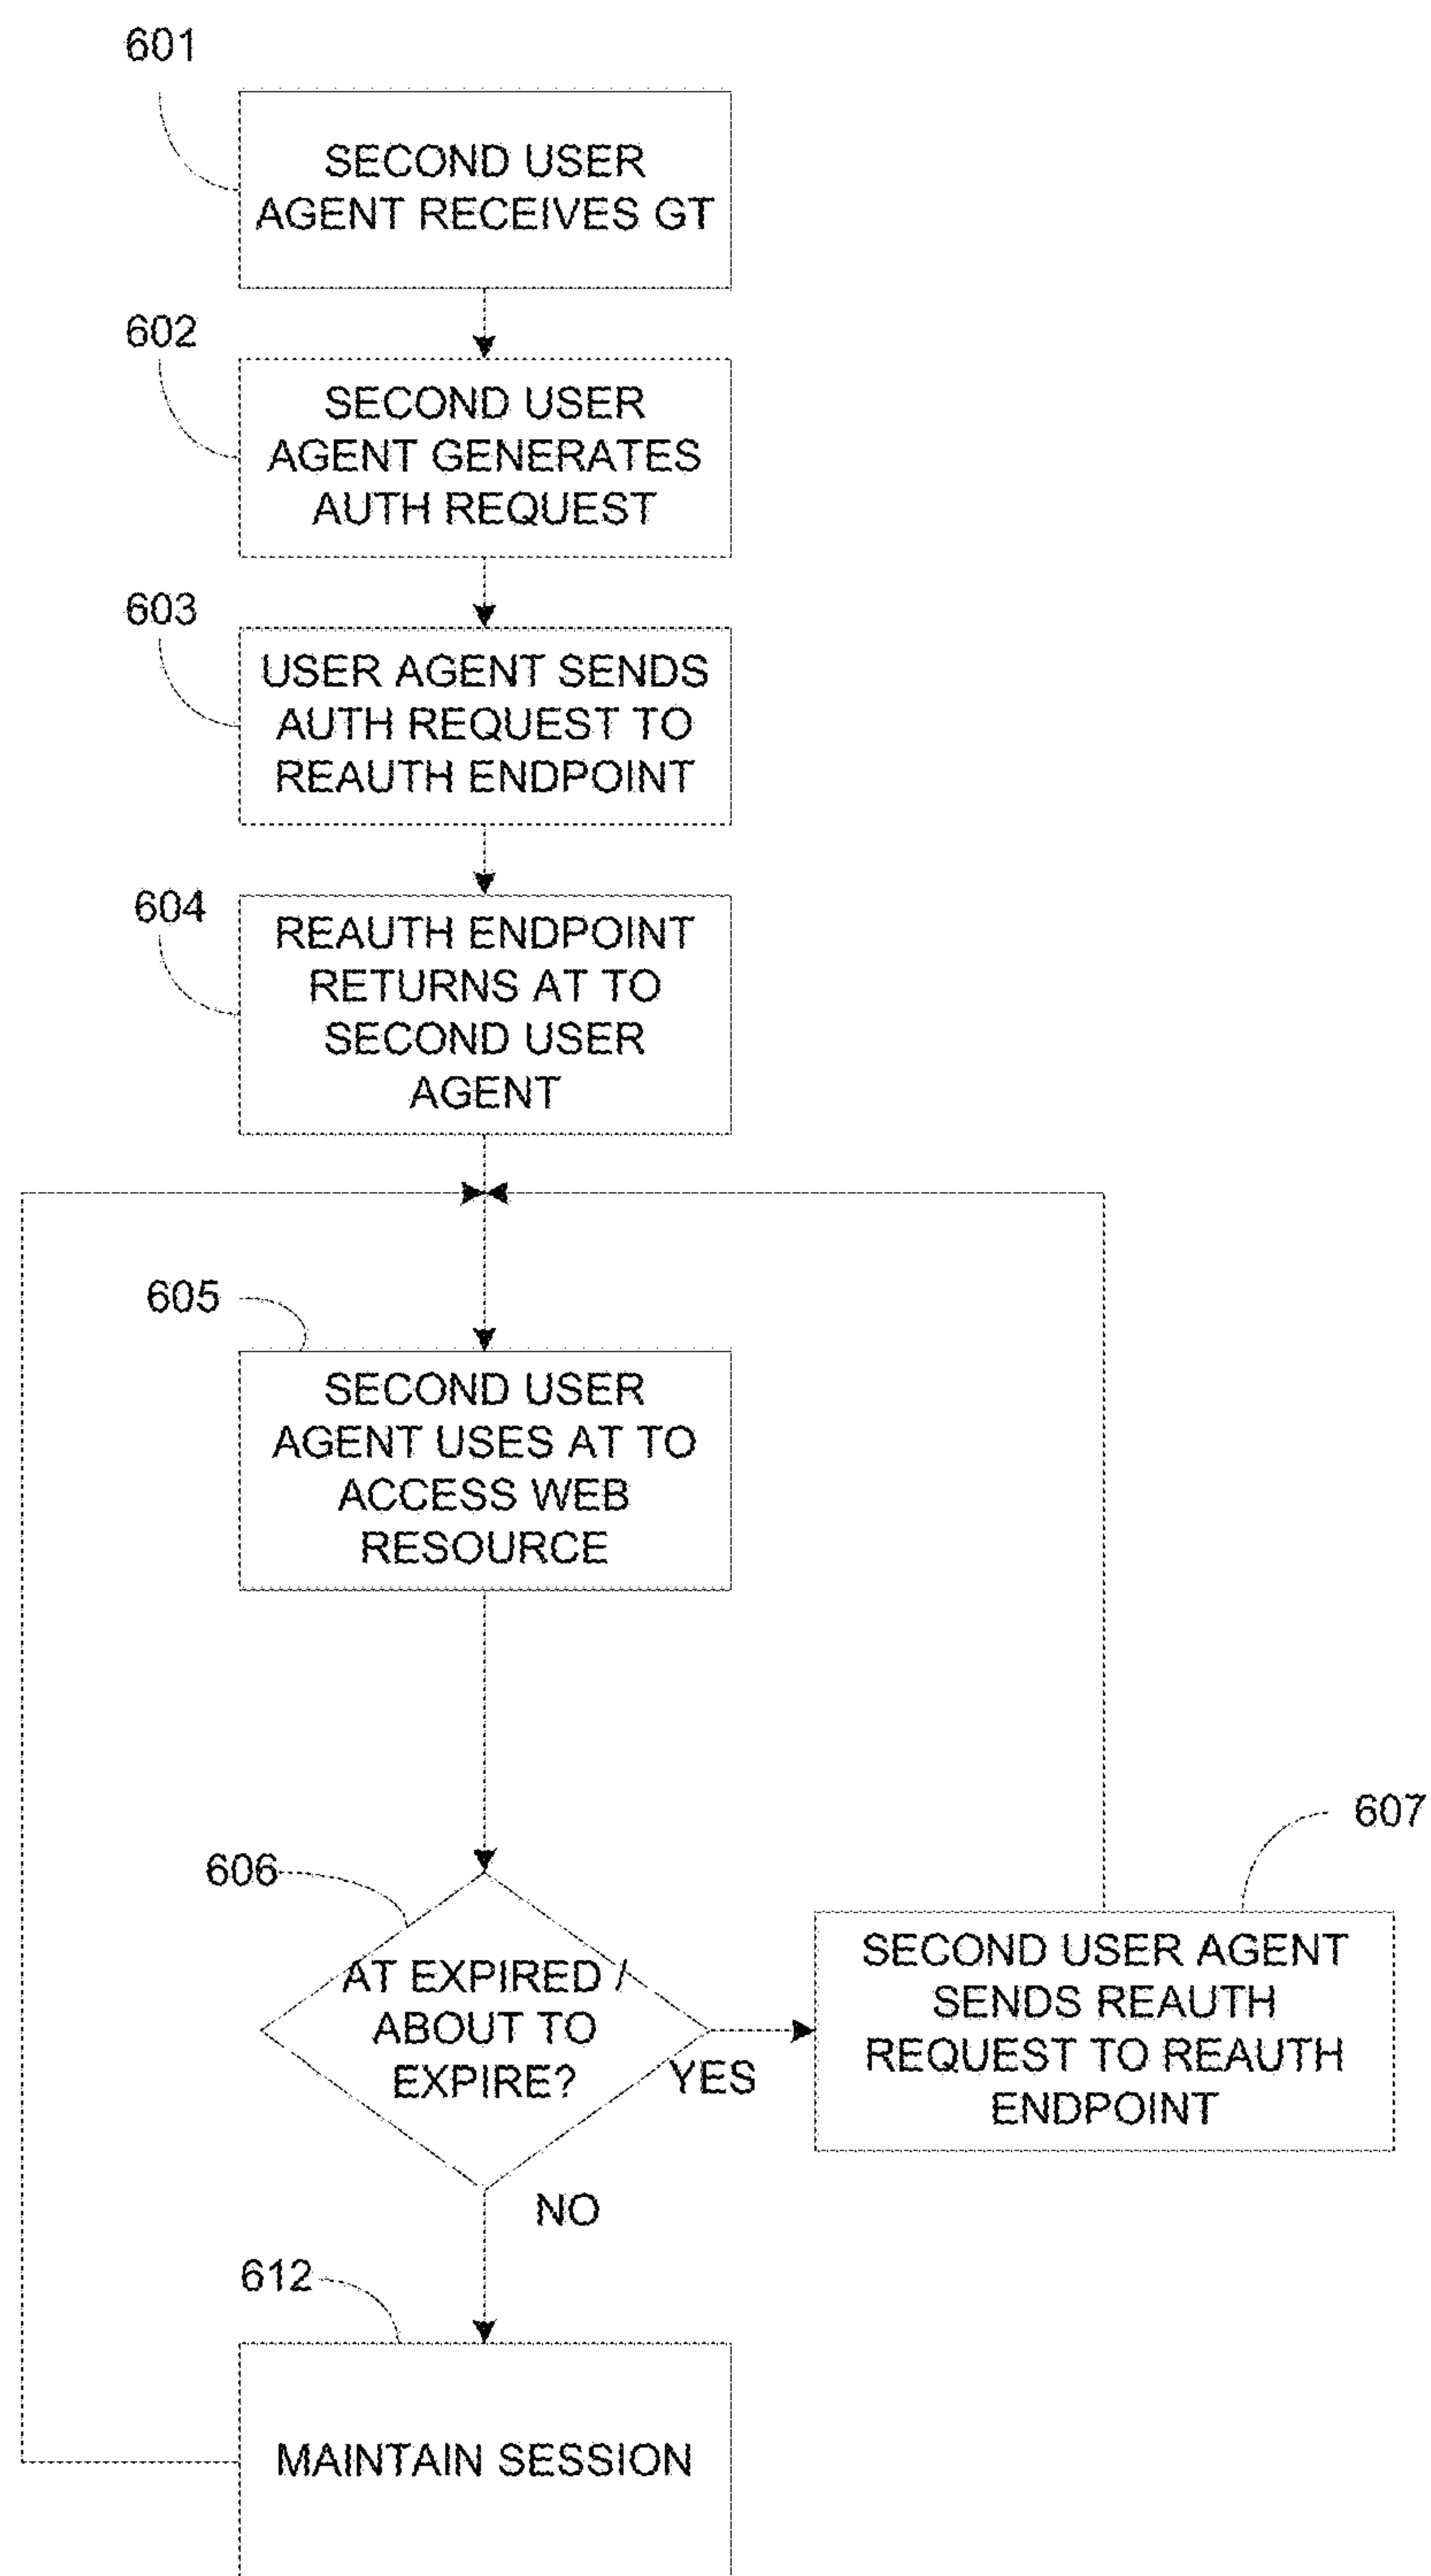 601
SECOND USER
AGENT RECEIVES GT
602
SECOND USER
AGENT GENERATES
AUTH REQUEST
603
USER AGENT SENDS
AUTH REQUEST TO
REAUTH ENDPOINT
604
REAUTH ENDPOINT
RETURNS AT TO
SECOND USER
AGENT
605
SECOND USER
AGENT USES AT TO
ACCESS WEB
RESOURCE
606
AT EXPIRED /
ABOUT TO
EXPIRE?
YES
607
SECOND USER AGENT
SENDS REAUTH
REQUEST TO REAUTH
ENDPOINT
NO
612
MAINTAIN SESSION